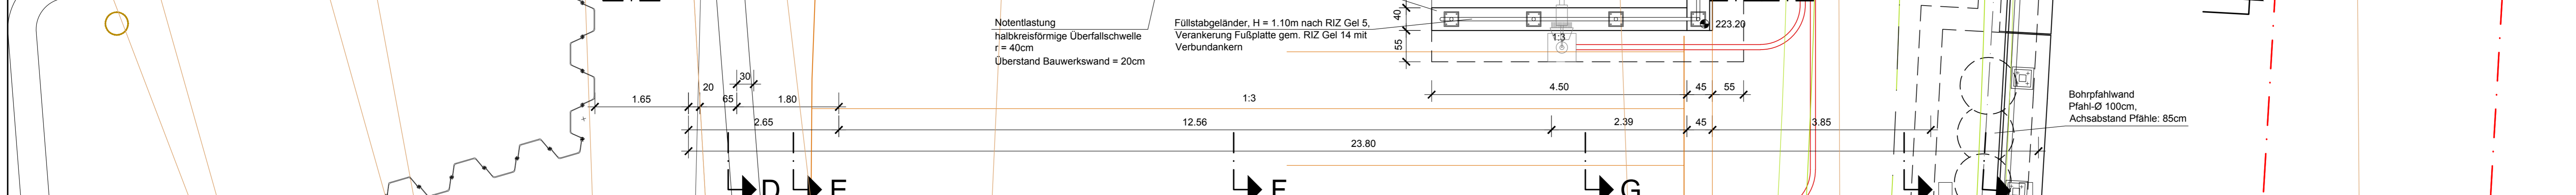 Notentlastung
halbkreisförmige Überfallschwelle
r = 40cm
Überstand Bauwerkswand = 20cm
Füllstabgeländer, H = 1.10m nach RIZ Gel 5,
Verankerung Fußplatte gem. RIZ Gel 14 mit
Verbundankern
40
55
1:3
223.20
30
20
1.65
65
1.80
1:3
4.50
45
55
Bohrpfahlwand
Pfahl-Ø 100cm,
Achsabstand Pfähle: 85cm
2.65
12.56
2.39
45
3.85
23.80
G